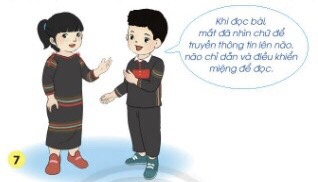 Khi đọc bài,
mắt đã nhìn chữ để
truyền thông tin lên não,
não chỉ dẫn và điều khiển
miệng để đọc.
7